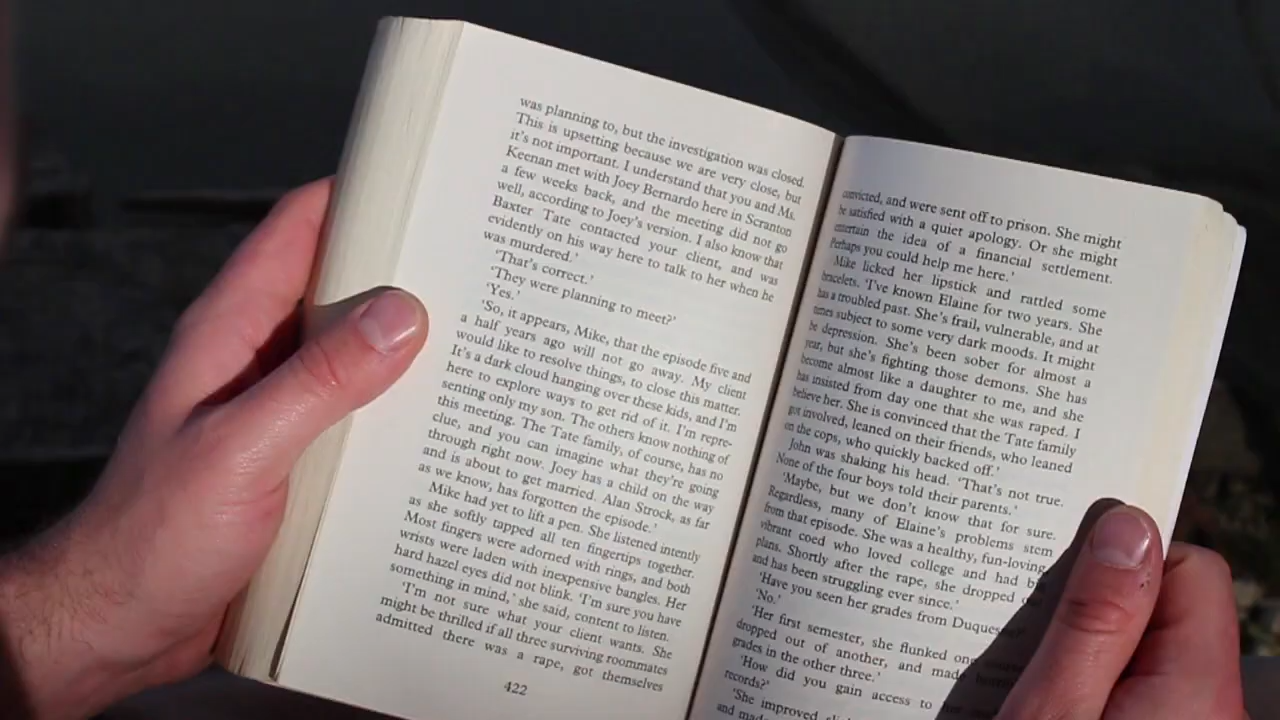 was planning to, but the investigation was closed.
This is upsetting because we are very close, but
it's not important. I understand that you and Ms.
Keenan met with Joey Bernardo here in Scranton
a few weeks back, and the meeting did not go
well, according to Joey's version. I also know that
Baxter Tate contacted your client, and was
evidently on his way here to talk to her when he
was murdered.'
'That's correct.'
'They were planning to meet?'
'Yes.'
'So, it appears, Mike, that the episode five and
a half years ago will not go away. My client
would like to resolve things, to close this matter.
It's a dark cloud hanging over these kids, and I'm
here to explore ways to get rid of it. I'm repre-
senting only my son. The others know nothing of
this meeting. The Tate family, of course, has no
clue, and you can imagine what they're going
through right now. Joey has a child on the way
and is about to get married. Alan Strock, as far
as we know, has forgotten the episode.'
Mike had yet to lift a pen. She listened intently
as she softly tapped all ten fingertips together.
Most fingers were adorned with rings, and both
wrists were laden with inexpensive bangles. Her
hard hazel eyes did not blink. 'I'm sure you have
something in mind,' she said, content to listen.
'I'm not sure what your client wants. She
might be thrilled if all three surviving roommates
admitted there was a rape, got themselves
422
convicted, and were sent off to prison. She might
be satisfied with a quiet apology. Or she might
entertain the idea of a financial settlement.
Perhaps you could help me here.'
Mike licked her lipstick and rattled some
bracelets. 'I've known Elaine for two years. She
has a troubled past. She's frail, vulnerable, and at
times subject to some very dark moods. It might
be depression. She's been sober for almost a
year, but she's fighting those demons. She has
become almost like a daughter to me, and she
has insisted from day one that she was raped. I
believe her. She is convinced that the Tate family
got involved, leaned on their friends, who leaned
on the cops, who quickly backed off.'
John was shaking his head. 'That's not true.
None of the four boys told their parents.'
'Maybe, but we don't know that for sure.
Regardless, many of Elaine's problems stem
from that episode. She was a healthy, fun-loving,
vibrant coed who loved college and had big
plans. Shortly after the rape, she dropped
and has been struggling ever since.'
'Have you seen her grades from Duquesne?'
'No.'
'Her first semester, she flunked one
dropped out of another, and made
grades in the other three.'
'How did you gain access to
records?'
'She improved
and made